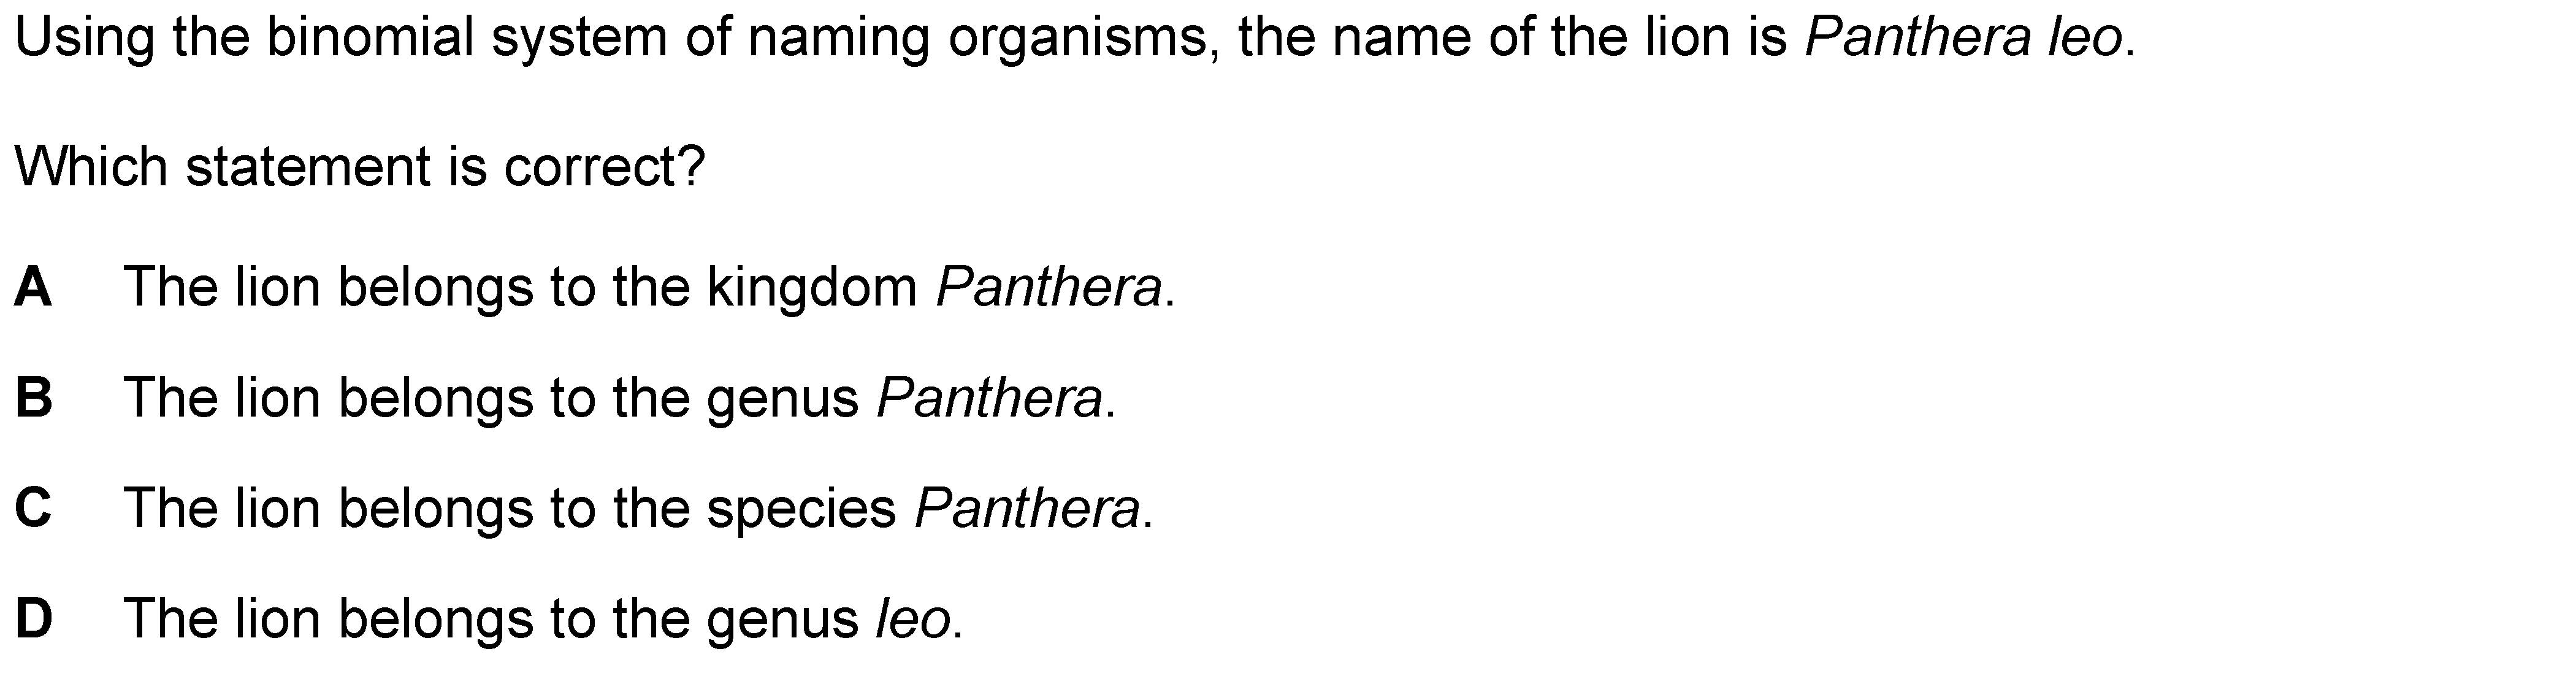 Using the binomial system of naming organisms, the name of the lion is Panthera leo.
Which statement is correct?
A The lion belongs to the kingdom Panthera.
B The lion belongs to the genus Panthera.
C The lion belongs to the species Panthera.
D The lion belongs to the genus leo.